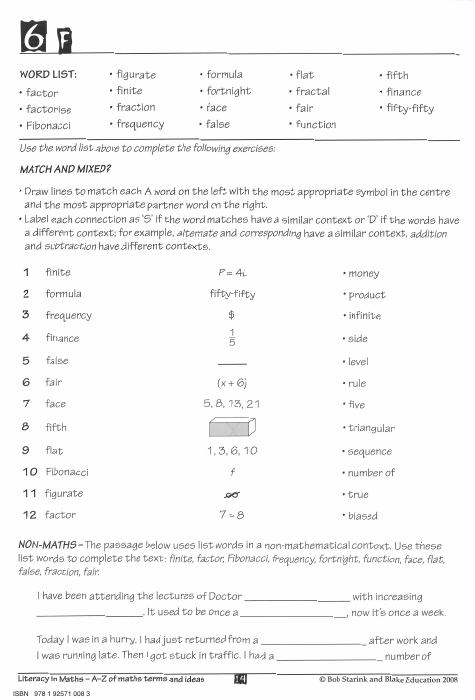 6 F
WORD LIST: • figurate • formula • flat • fifth
• factor • finite • fortnight • fractal • finance
• factorise • fraction • face • fair • fifty-fifty
• Fibonacci • frequency • false • function
Use the word list above to complete the following exercises:
MATCH AND MIXED?
• Draw lines to match each A word on the left with the most appropriate symbol in the centre
and the most appropriate partner word on the right.
• Label each connection as 'S' if the word matches have a similar context or 'D' if the words have
a different context; for example, alternate and corresponding have a similar context, addition
and subtraction have different contexts.
1 finite P = 4L • money
2 formula fifty-fifty • product
3 frequency $ • infinite
4 finance 1/5 • side
5 false • level
6 fair (x + 6) • rule
7 face 5, 8, 13, 21 • five
8 fifth • triangular
9 flat 1, 3, 6, 10 • sequence
10 Fibonacci f • number of
11 figurate ∞ • true
12 factor 7 = 8 • biased
NON-MATHS – The passage below uses list words in a non-mathematical context. Use these
list words to complete the text: finite, factor, Fibonacci, frequency, fortnight, function, face, flat,
false, fraction, fair.
I have been attending the lectures of Doctor ____ with increasing
____. It used to be once a ____, now it's once a week.
Today I was in a hurry. I had just returned from a ____ after work and
I was running late. Then I got stuck in traffic. I had a ____ number of
Literacy in Maths – A–Z of maths terms and ideas 14 © Bob Starink and Blake Education 2008
ISBN 978 1 92571 008 3